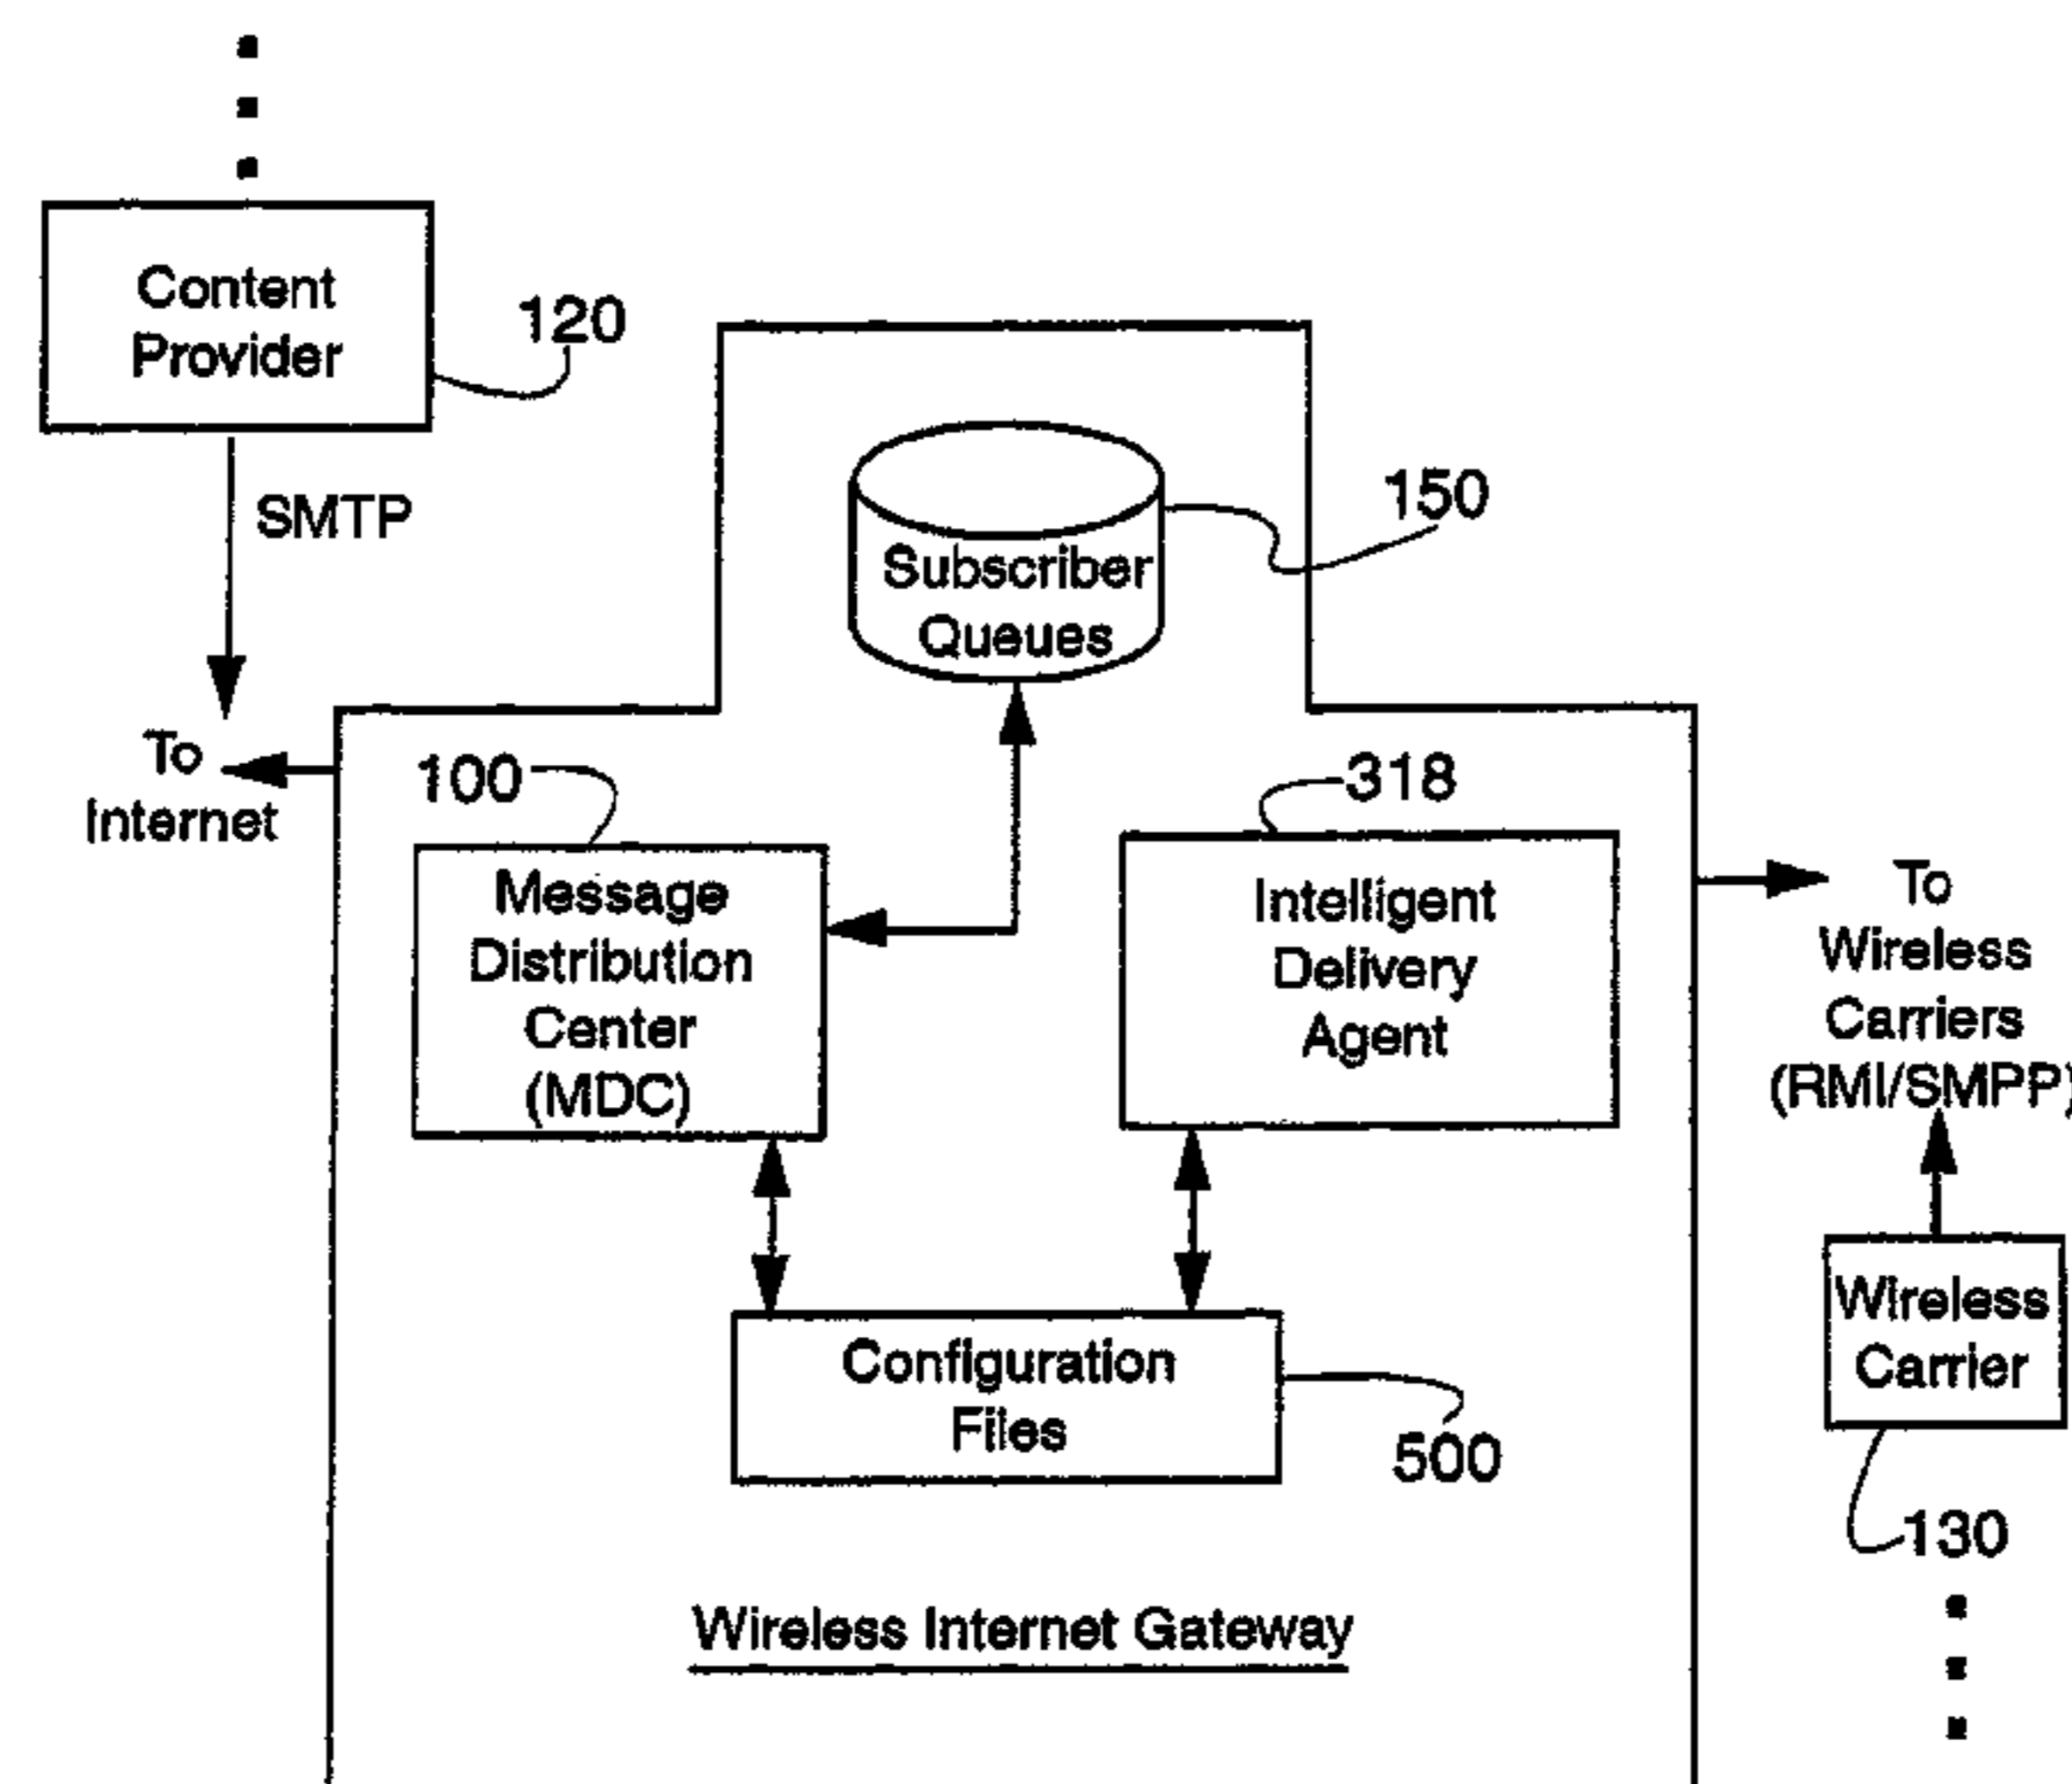 Content
Provider
120
SMTP
To
Internet
Subscriber
Queues
150
100
Message
Distribution
Center
(MDC)
318
Intelligent
Delivery
Agent
To
Wireless
Carriers
(RMI/SMPP)
Wireless
Carrier
130
Configuration
Files
500
Wireless Internet Gateway